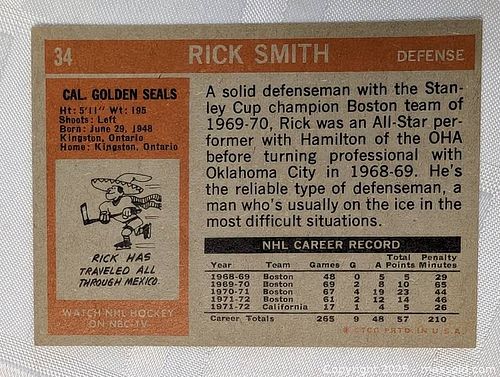 34 RICK SMITH DEFENSE
CAL. GOLDEN SEALS
Ht: 5'11" Wt: 195
Shoots: Left
Born: June 29, 1948
Kingston, Ontario
Home: Kingston, Ontario
RICK HAS
TRAVELED ALL
THROUGH MEXICO.
WATCH NHL HOCKEY
ON NBC-TV
A solid defenseman with the Stan-
ley Cup champion Boston team of
1969-70, Rick was an All-Star per-
former with Hamilton of the OHA
before turning professional with
Oklahoma City in 1968-69. He's
the reliable type of defenseman, a
man who's usually on the ice in the
most difficult situations.
NHL CAREER RECORD
Total Penalty
Year Team Games G A Points Minutes
1968-69 Boston 48 0 5 5 29
1969-70 Boston 69 2 8 10 65
1970-71 Boston 67 4 19 23 44
1971-72 Boston 61 2 12 14 46
1971-72 California 17 1 4 5 26
Career Totals 265 9 48 57 210
© TCG PRTD. IN U.S.A.
Copyright 2025 - maxsold.com